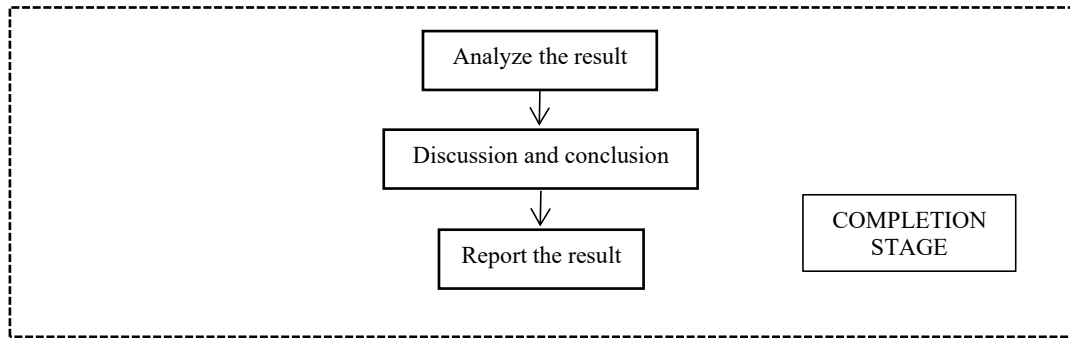 Analyze the result
Discussion and conclusion
Report the result
COMPLETION
STAGE